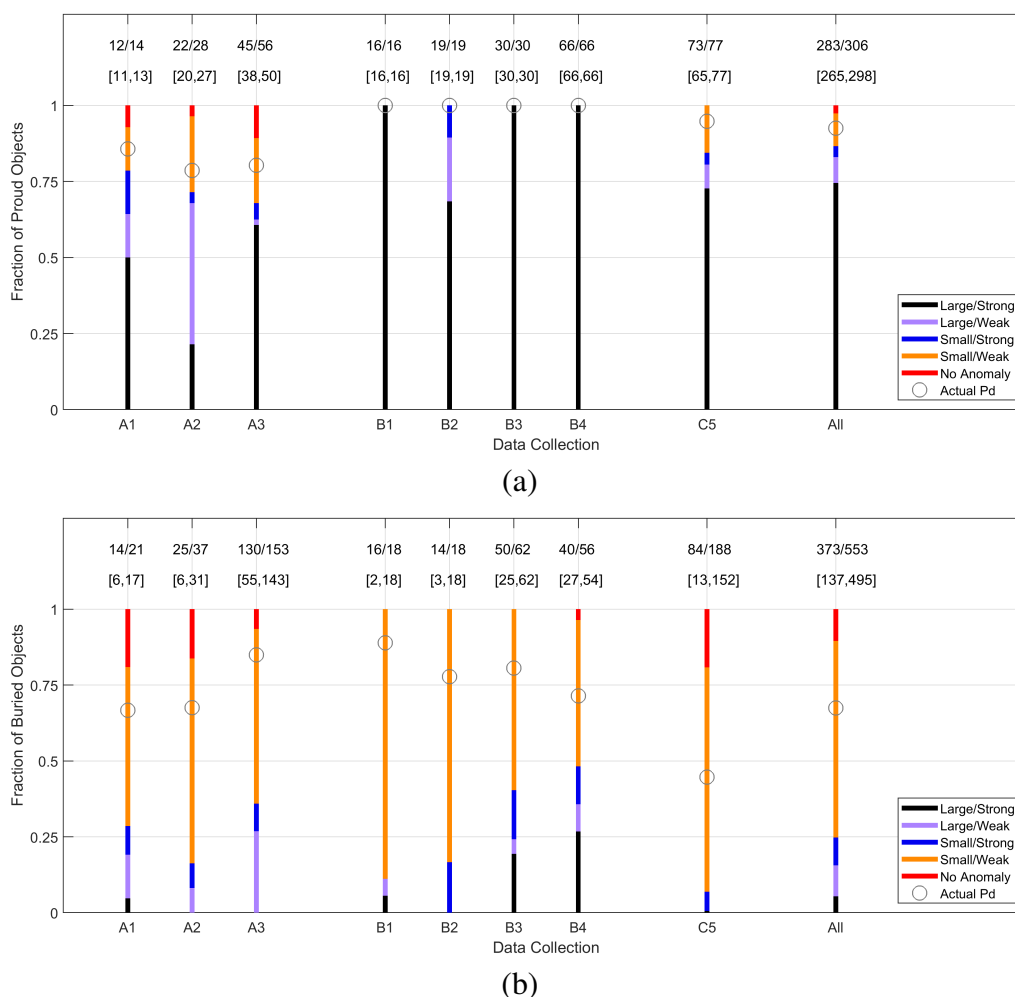 12/14 22/28 45/56 16/16 19/19 30/30 66/66 73/77 283/306
[11,13] [20,27] [38,50] [16,16] [19,19] [30,30] [66,66] [65,77] [265,298]
1
0.75
0.5
0.25
0
Fraction of Proud Objects
Large/Strong
Large/Weak
Small/Strong
Small/Weak
No Anomaly
Actual Pd
A1 A2 A3 B1 B2 B3 B4 C5 All
Data Collection
(a)
14/21 25/37 130/153 16/18 14/18 50/62 40/56 84/188 373/553
[6,17] [6,31] [55,143] [2,18] [3,18] [25,62] [27,54] [13,152] [137,495]
1
0.75
0.5
0.25
0
Fraction of Buried Objects
Large/Strong
Large/Weak
Small/Strong
Small/Weak
No Anomaly
Actual Pd
A1 A2 A3 B1 B2 B3 B4 C5 All
Data Collection
(b)